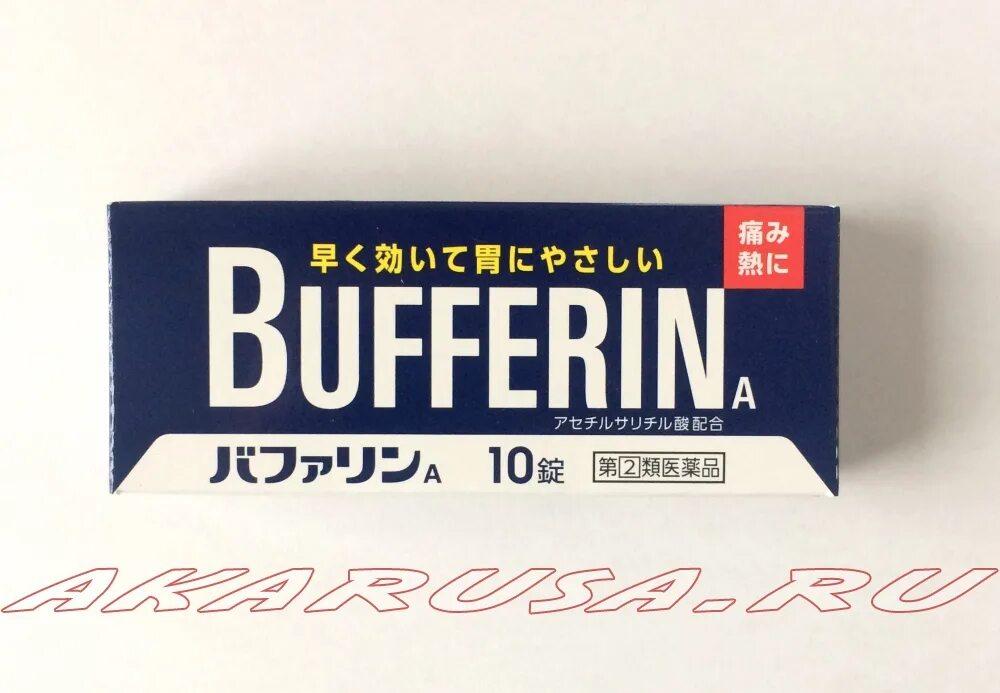 痛み
熱に
早く効いて胃にやさしい
BUFFERIN A
アセチルサリチル酸配合
バファリンA 10錠 第②類医薬品
AKARUSA.RU